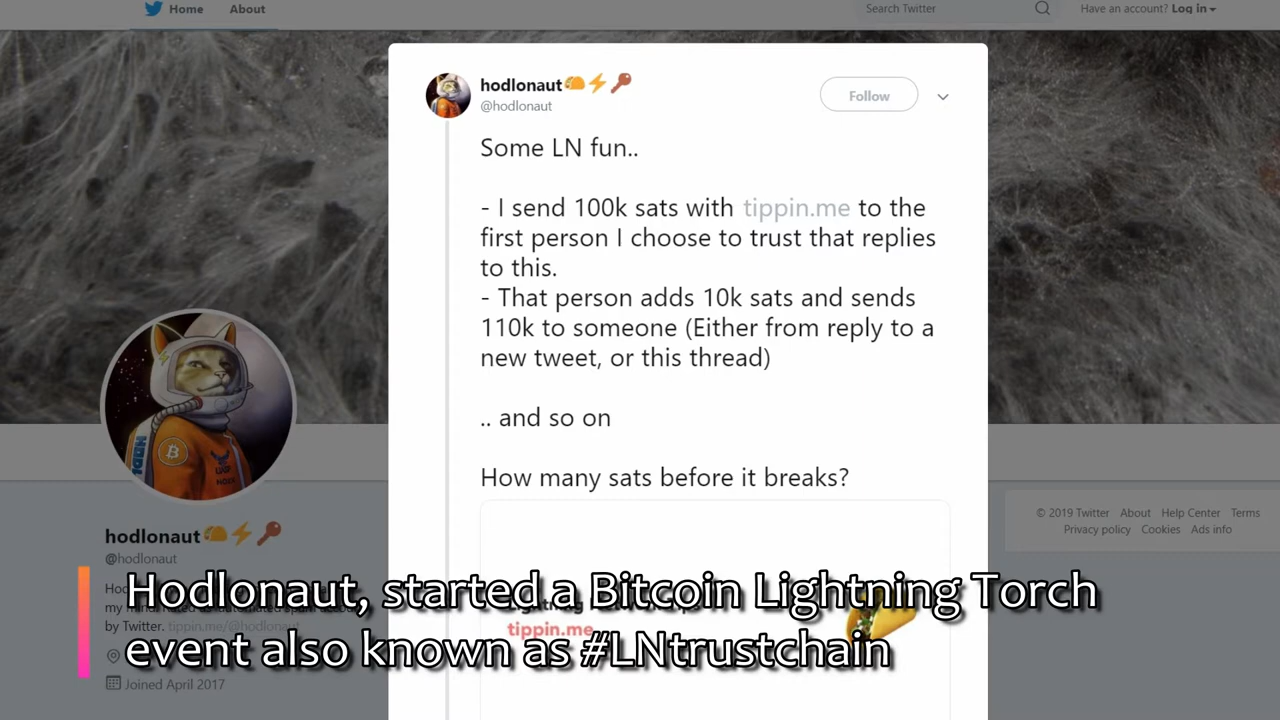 Home About
Search Twitter
Have an account? Log in
hodlonaut
@hodlonaut
Follow
Some LN fun..
- I send 100k sats with tippin.me to the
first person I choose to trust that replies
to this.
- That person adds 10k sats and sends
110k to someone (Either from reply to a
new tweet, or this thread)
.. and so on
How many sats before it breaks?
hodlonaut
@hodlonaut
by Twitter. tippin.me/@hodlonaut
Joined April 2017
© 2019 Twitter About Help Center Terms
Privacy policy Cookies Ads info
tippin.me
Hodlonaut, started a Bitcoin Lightning Torch
event also known as #LNtrustchain